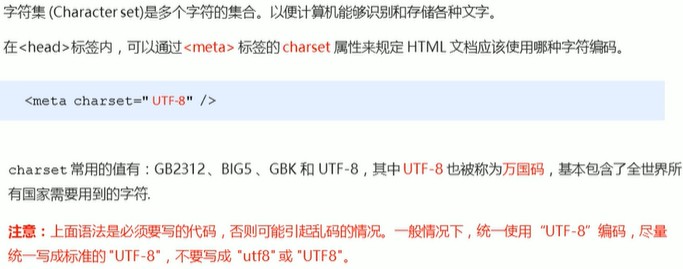 字符集 (Character set)是多个字符的集合。以便计算机能够识别和存储各种文字。
在<head>标签内，可以通过<meta> 标签的 charset 属性来规定 HTML 文档应该使用哪种字符编码。
<meta charset=" UTF-8" />
charset 常用的值有：GB2312、BIG5 、GBK 和 UTF-8，其中 UTF-8 也被称为万国码，基本包含了全世界所
有国家需要用到的字符.
注意：上面语法是必须要写的代码，否则可能引起乱码的情况。一般情况下，统一使用“UTF-8”编码，尽量
统一写成标准的 "UTF-8"，不要写成 "utf8" 或 "UTF8"。